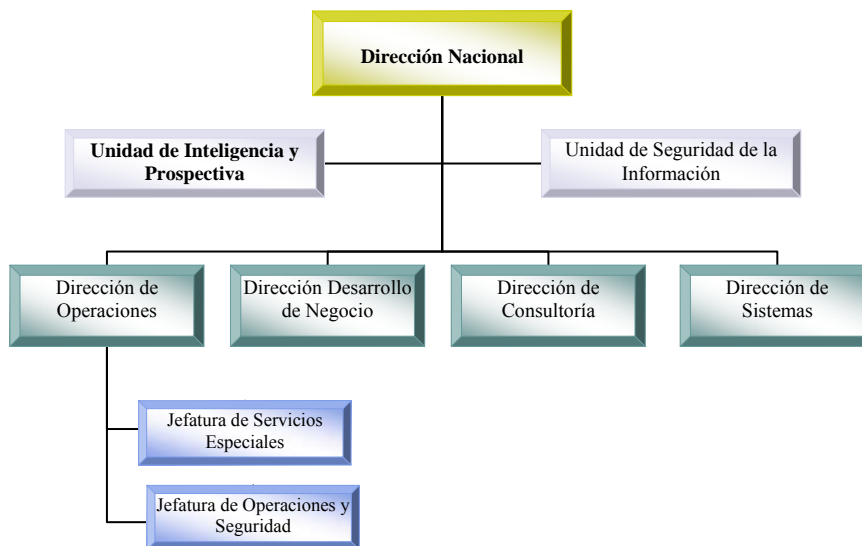 Dirección Nacional
Unidad de Inteligencia y
Prospectiva
Unidad de Seguridad de la
Información
Dirección de
Operaciones
Dirección Desarrollo
de Negocio
Dirección de
Consultoría
Dirección de
Sistemas
Jefatura de Servicios
Especiales
Jefatura de Operaciones y
Seguridad